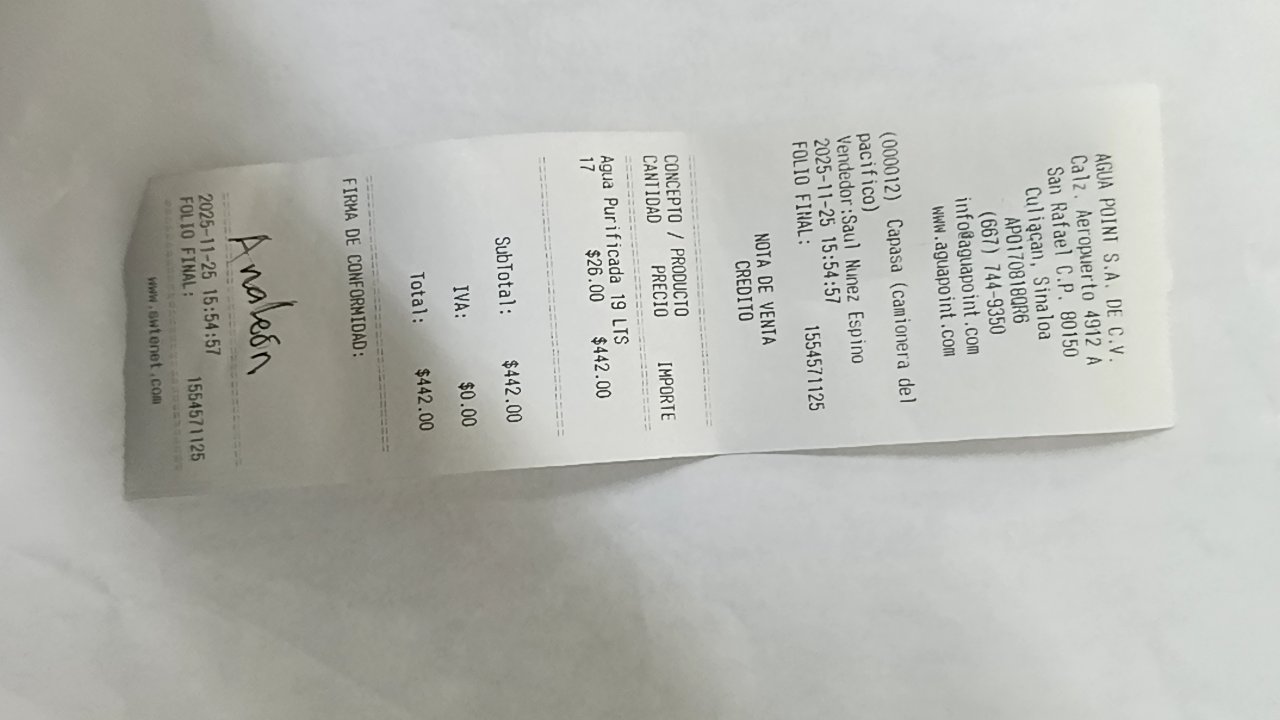 AGUA POINT S.A. DE C.V.
Calz. Aeropuerto 4912 A
San Rafael C.P. 80150
Culiacan, Sinaloa
APO170818QR6
(667) 744-9350
info@aguapoint.com
www.aguapoint.com
(000012) Capasa (camionera del
pacifico)
Vendedor:Saul Nunez Espino
2025-11-25 15:54:57
FOLIO FINAL: 1554571125
NOTA DE VENTA
CREDITO
CONCEPTO / PRODUCTO
CANTIDAD PRECIO IMPORTE
Agua Purificada 19 LTS
17 $26.00 $442.00
SubTotal: $442.00
IVA: $0.00
Total: $442.00
FIRMA DE CONFORMIDAD:
Analeón
2025-11-25 15:54:57
FOLIO FINAL: 1554571125
www.swtenet.com